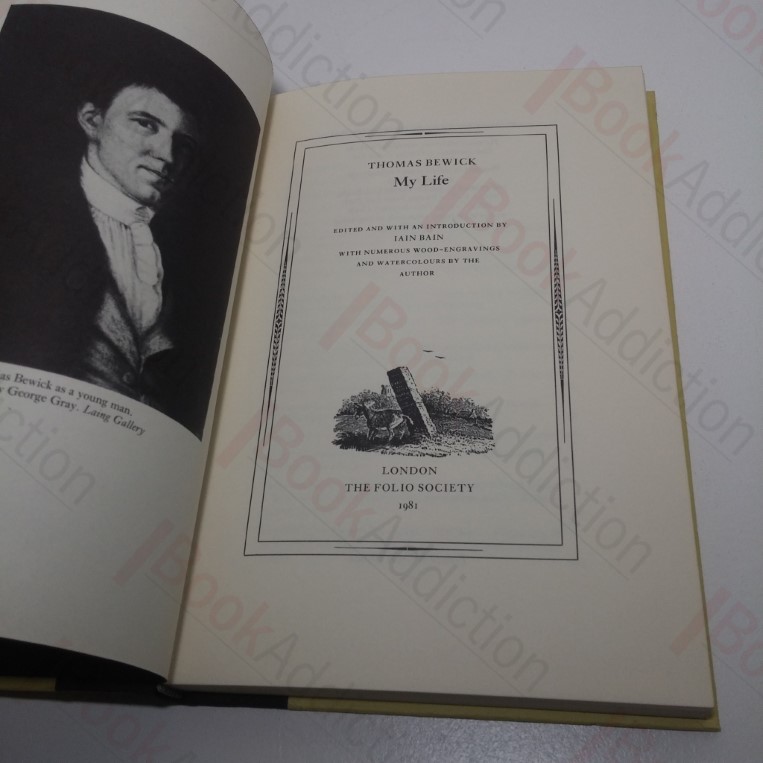 as Bewick as a young man.
y George Gray. Laing Gallery
THOMAS BEWICK
My Life
EDITED AND WITH AN INTRODUCTION BY
IAIN BAIN
WITH NUMEROUS WOOD-ENGRAVINGS
AND WATERCOLOURS BY THE
AUTHOR
LONDON
THE FOLIO SOCIETY
1981
BookAddiction